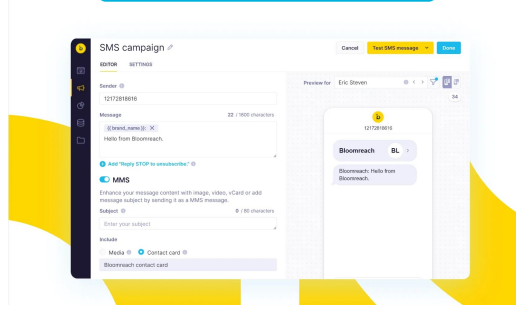 SMS campaign
Cancel
Test SMS message
Done
EDITOR
SETTINGS
Sender
12172818616
Message
22 / 1600 characters
{{ brand_name }};
Hello from Bloomreach.
Add "Reply STOP to unsubscribe."
MMS
Enhance your message content with image, video, vCard or add
message subject by sending it as a MMS message.
Subject
0 / 80 characters
Enter your subject
Include
Media
Contact card
Bloomreach contact card
Preview for
Eric Steven
b
12172818616
Bloomreach
BL
Bloomreach: Hello from
Bloomreach.